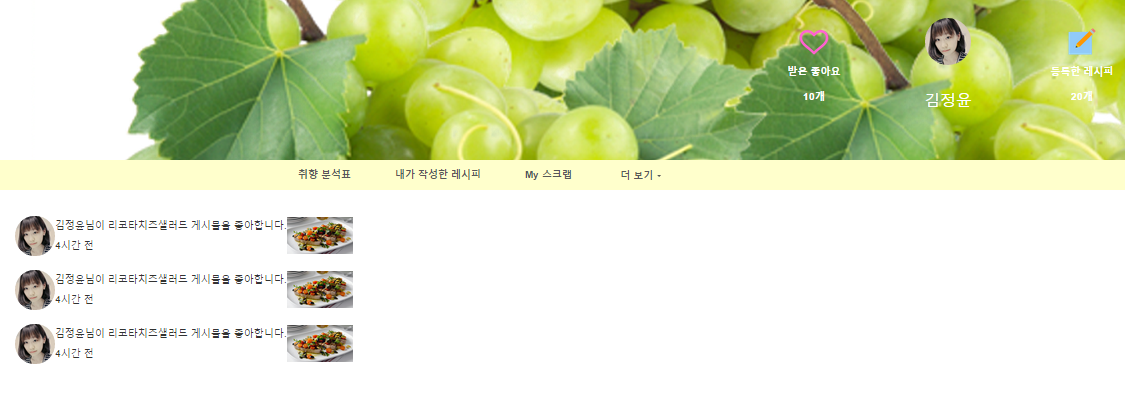 받은 좋아요
10개
김정윤
등록한 레시피
20개
취향 분석표
내가 작성한 레시피
My 스크랩
더 보기
김정윤님이 리코타치즈샐러드 게시물을 좋아합니다.
4시간 전
김정윤님이 리코타치즈샐러드 게시물을 좋아합니다.
4시간 전
김정윤님이 리코타치즈샐러드 게시물을 좋아합니다.
4시간 전